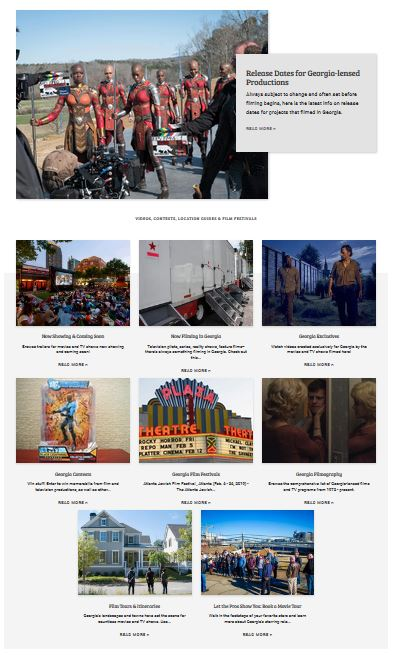 Release Dates for Georgia-lensed
Productions
Always subject to change and often set before
filming begins, here is the latest info on release
dates for projects that filmed in Georgia.
READ MORE »
VIDEOS, CONTESTS, LOCATION GUIDES & FILM FESTIVALS
Now Showing & Coming Soon
Browse trailers for movies and TV shows now showing
and coming soon!
READ MORE »
Now Filming in Georgia
Television pilots, series, reality shows, feature films–
there's always something filming in Georgia. Check out
this...
READ MORE »
Georgia Exclusives
Watch videos created exclusively for Georgia by the
movies and TV shows filmed here!
READ MORE »
PLAZA
THEATRE
THEATR
ROCKY HORROR FRI
REPO MAN FEB 5
PLATTER CINEMA FEB 12
MICHAEL CL
Georgia Contests
Win stuff! Enter to win memorabilia from film and
television productions, as well as other...
READ MORE »
Georgia Film Festivals
Atlanta Jewish Film Festival, Atlanta (Feb. 6 - 26, 2019) –
The Atlanta Jewish...
READ MORE »
Georgia Filmography
Browse the comprehensive list of Georgia-lensed films
and TV programs from 1972 - present.
READ MORE »
Film Tours & Itineraries
Georgia's landscapes and towns have set the scene for
countless movies and TV shows. Use...
READ MORE »
Let the Pros Show You: Book a Movie Tour
Walk in the footsteps of your favorite stars and learn
more about Georgia's starring role...
READ MORE »